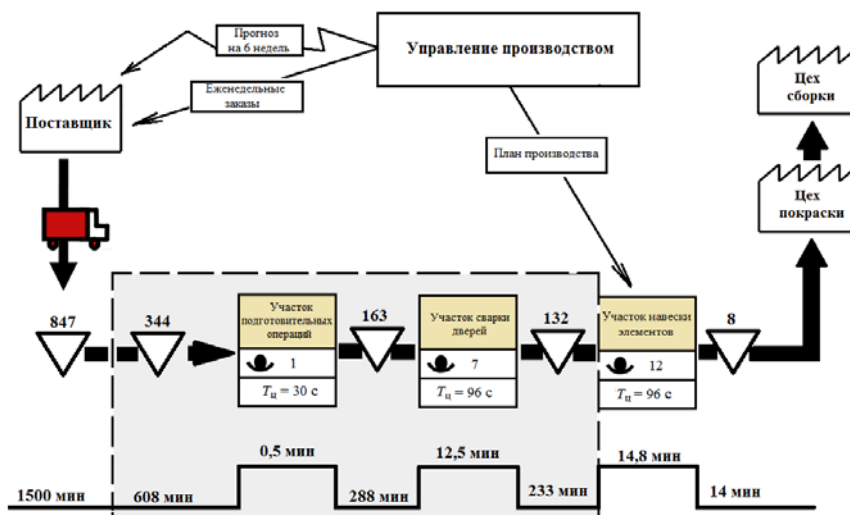 Прогноз
на 6 недель
Управление производством
Еженедельные
заказы
Поставщик
Цех
сборки
План производства
Цех
покраски
847
344
Участок
подготовительных
операций
1
Tц = 30 с
163
Участок сварки
дверей
7
Tц = 96 с
132
Участок навески
элементов
12
Tц = 96 с
8
1500 мин
608 мин
0,5 мин
288 мин
12,5 мин
233 мин
14,8 мин
14 мин